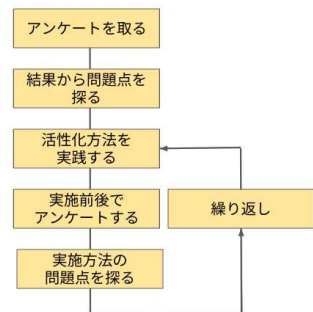 アンケートを取る
結果から問題点を
探る
活性化方法を
実践する
実施前後で
アンケートする
繰り返し
実施方法の
問題点を探る